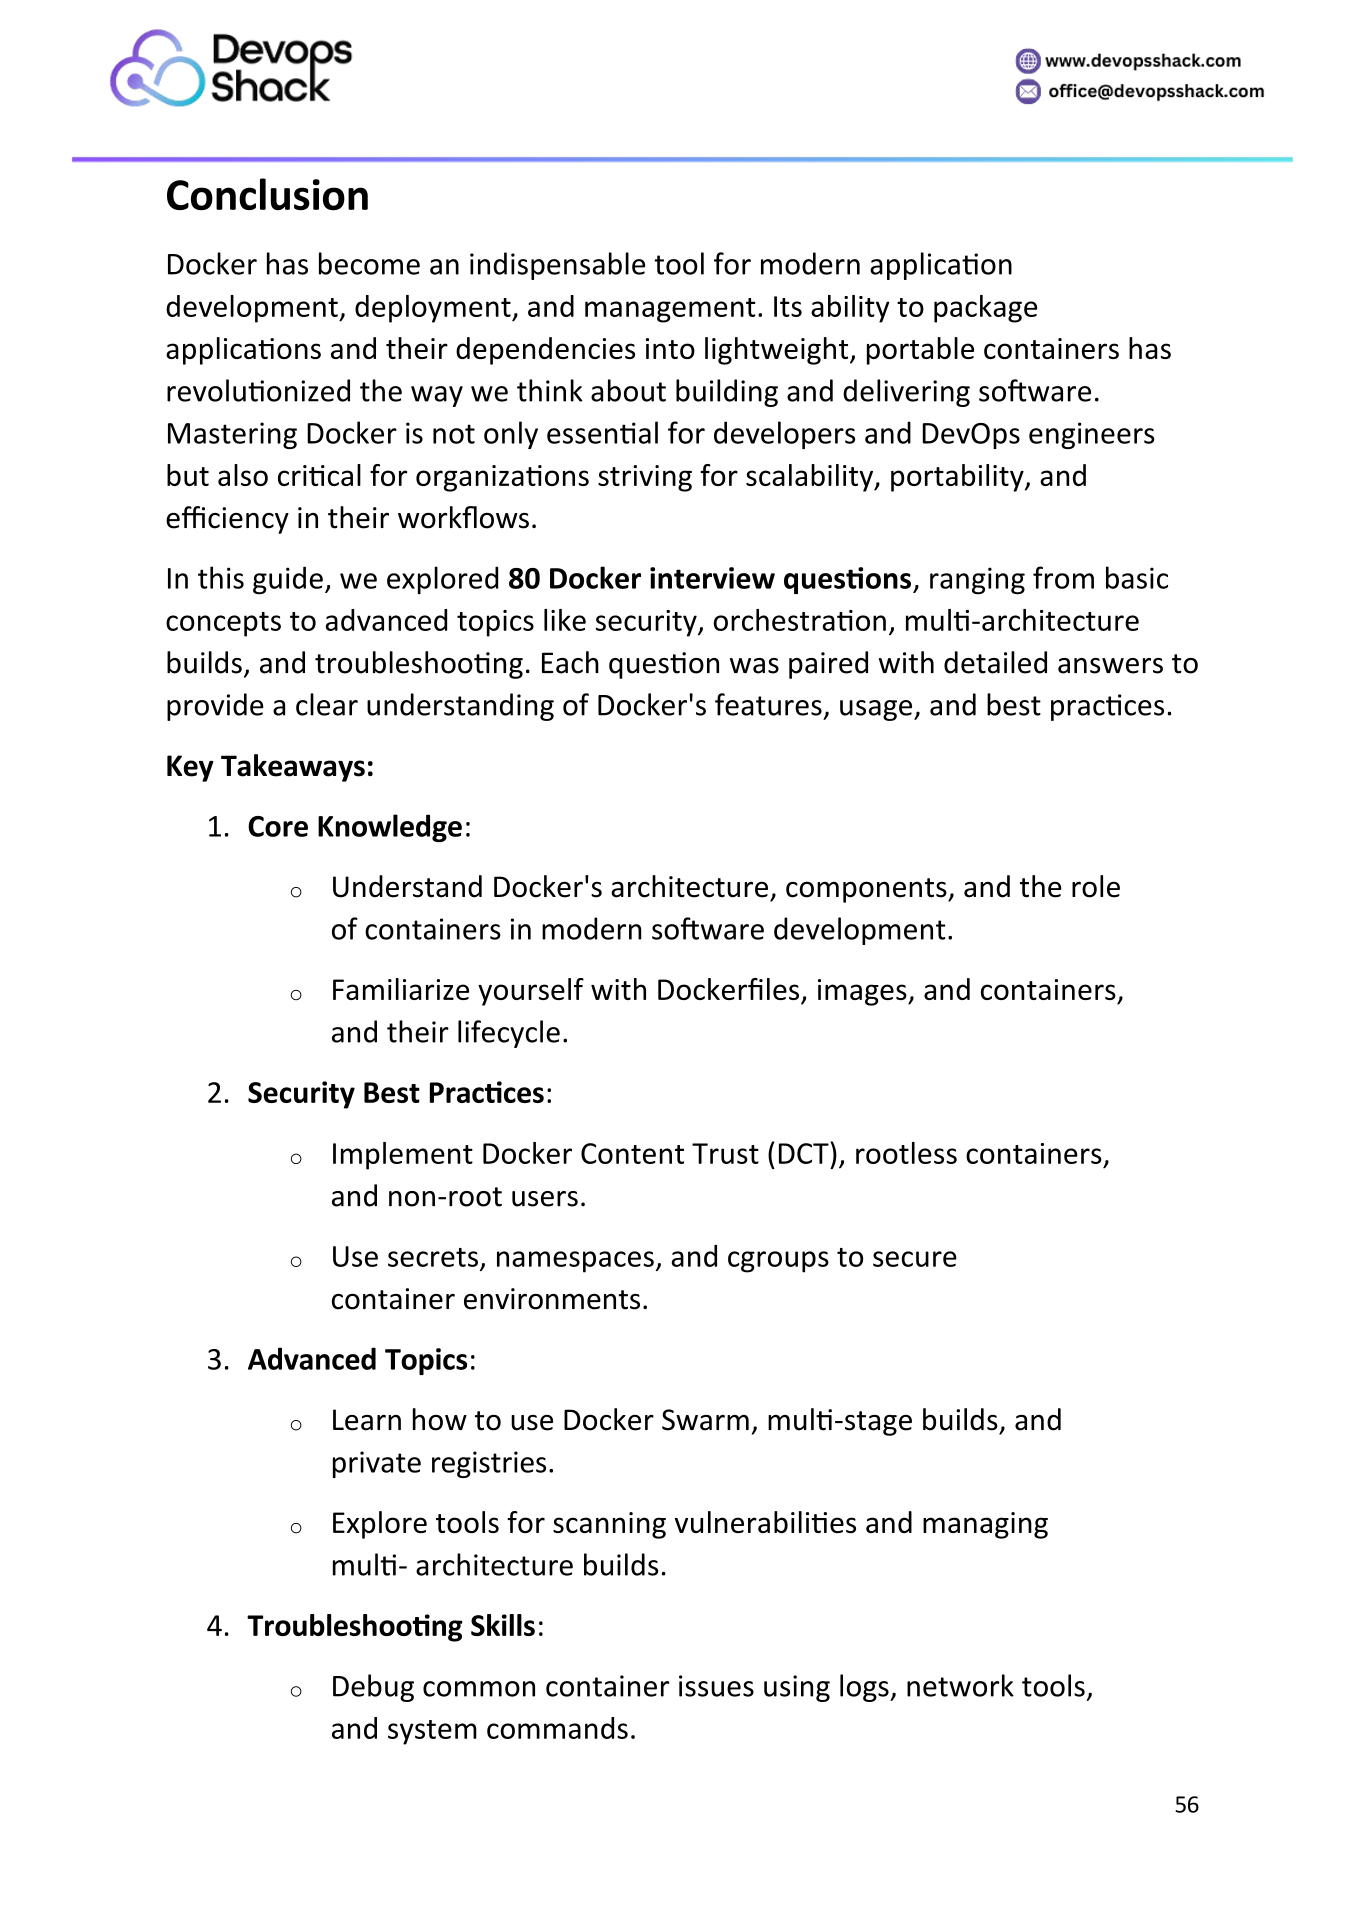 Devops
Shack
www.devopsshack.com
office@devopsshack.com
Conclusion
Docker has become an indispensable tool for modern application
development, deployment, and management. Its ability to package
applications and their dependencies into lightweight, portable containers has
revolutionized the way we think about building and delivering software.
Mastering Docker is not only essential for developers and DevOps engineers
but also critical for organizations striving for scalability, portability, and
efficiency in their workflows.
In this guide, we explored 80 Docker interview questions, ranging from basic
concepts to advanced topics like security, orchestration, multi-architecture
builds, and troubleshooting. Each question was paired with detailed answers to
provide a clear understanding of Docker's features, usage, and best practices.
Key Takeaways:
1. Core Knowledge:
o Understand Docker's architecture, components, and the role
of containers in modern software development.
o Familiarize yourself with Dockerfiles, images, and containers,
and their lifecycle.
2. Security Best Practices:
o Implement Docker Content Trust (DCT), rootless containers,
and non-root users.
o Use secrets, namespaces, and cgroups to secure
container environments.
3. Advanced Topics:
o Learn how to use Docker Swarm, multi-stage builds, and
private registries.
o Explore tools for scanning vulnerabilities and managing
multi- architecture builds.
4. Troubleshooting Skills:
o Debug common container issues using logs, network tools,
and system commands.
56